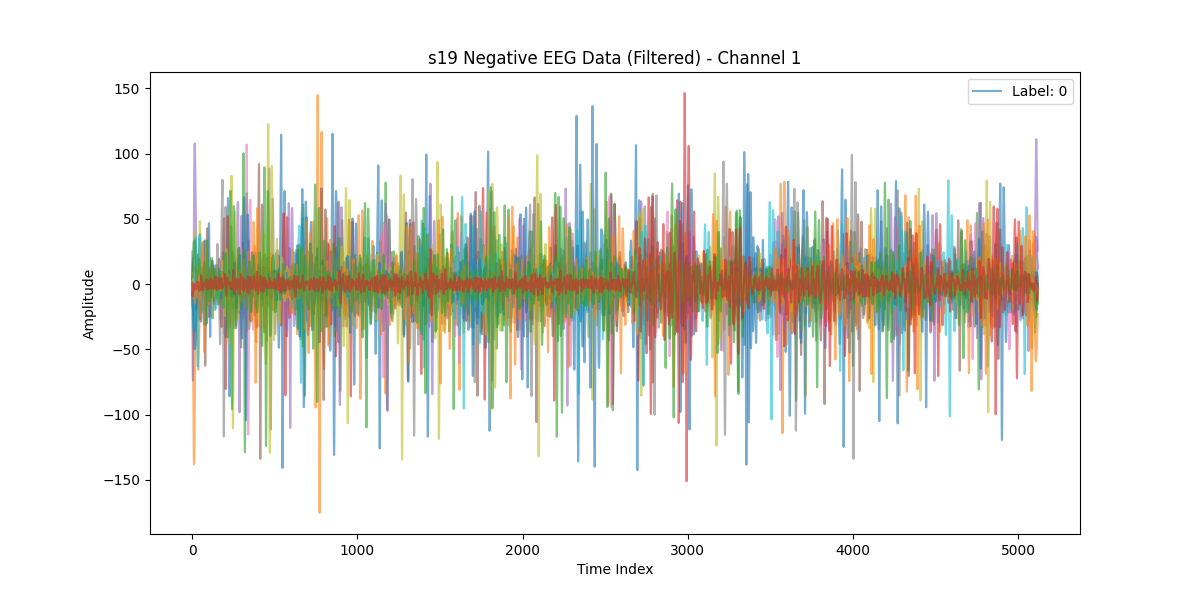 s19 Negative EEG Data (Filtered) - Channel 1
Label: 0
Amplitude
150
100
50
0
−50
−100
−150
0 1000 2000 3000 4000 5000
Time Index